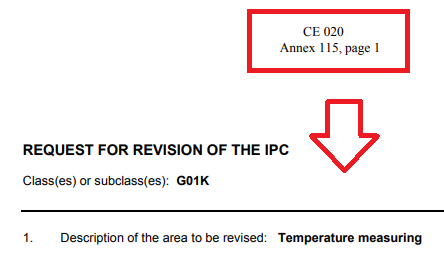 CE 020
Annex 115, page 1
REQUEST FOR REVISION OF THE IPC
Class(es) or subclass(es): G01K
1. Description of the area to be revised: Temperature measuring